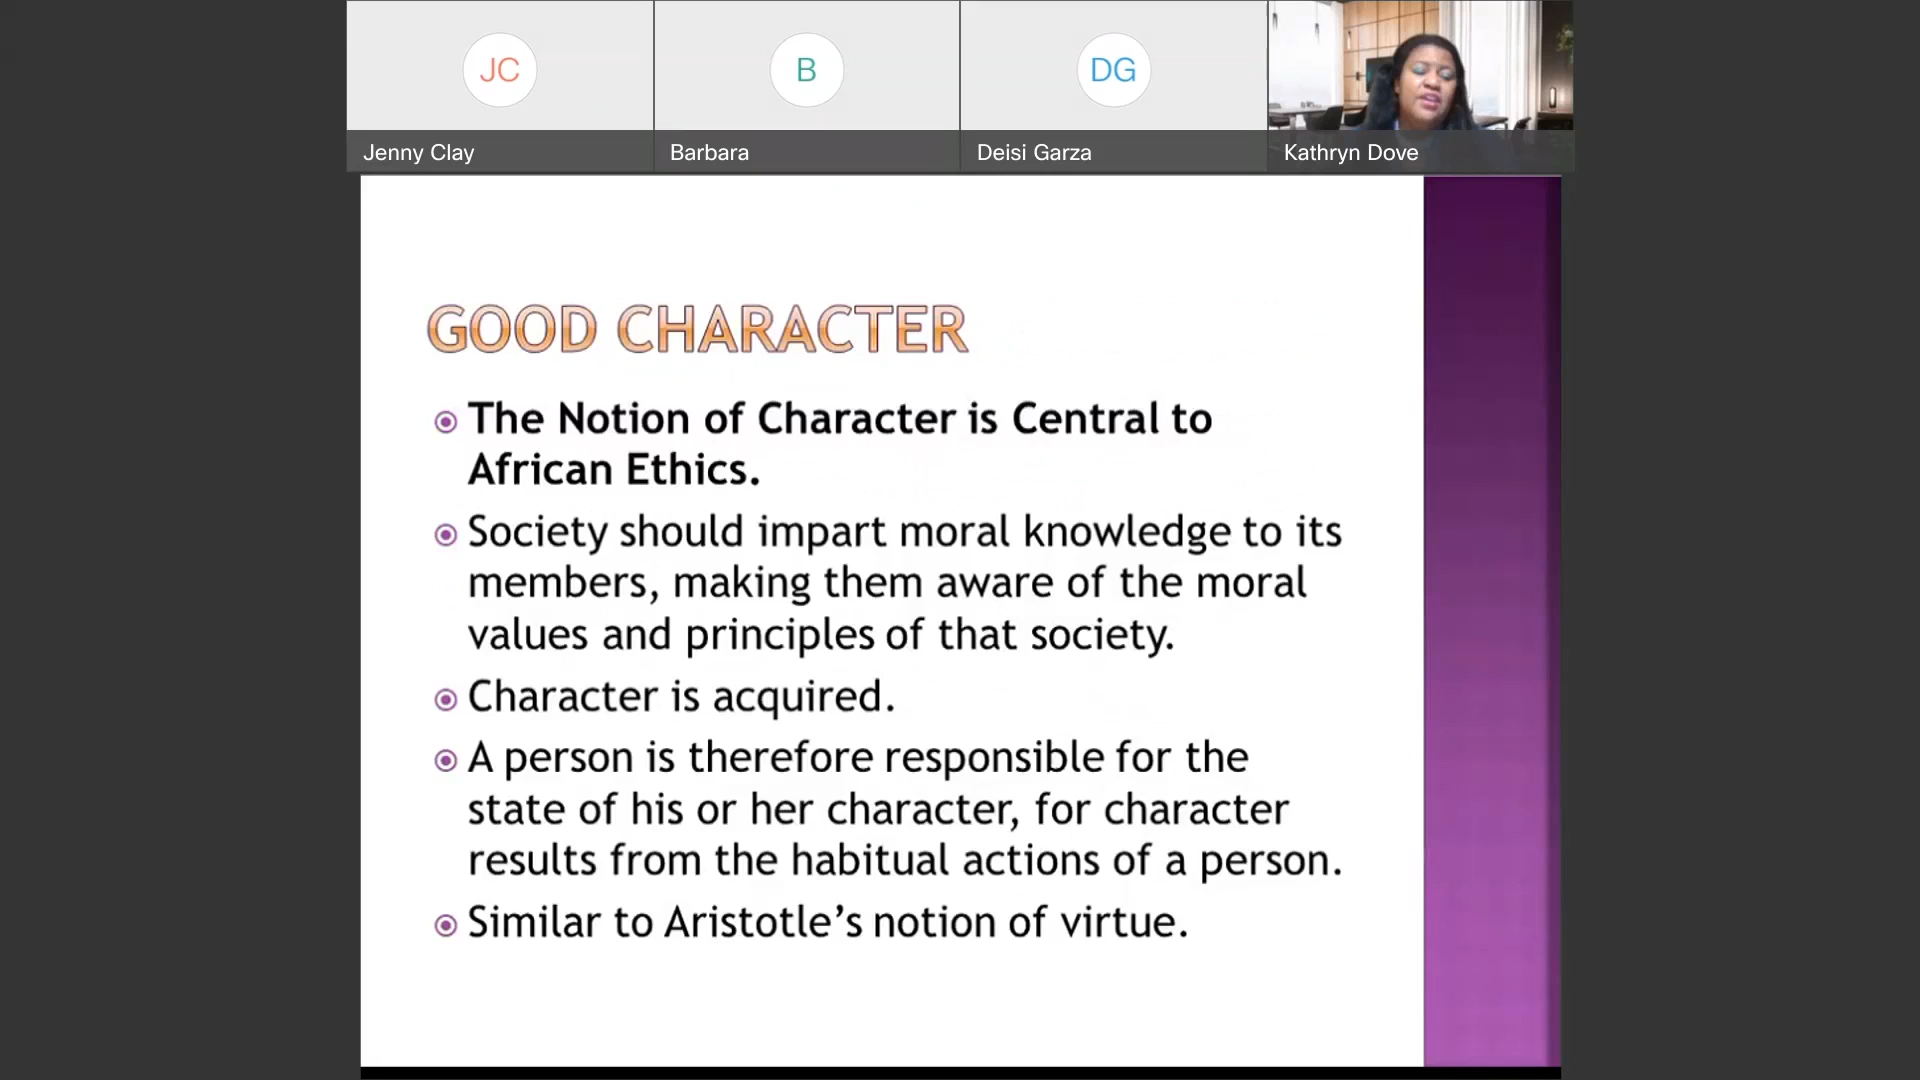 JC
B
DG
Jenny Clay
Barbara
Deisi Garza
Kathryn Dove
GOOD CHARACTER
The Notion of Character is Central to
African Ethics.
Society should impart moral knowledge to its
members, making them aware of the moral
values and principles of that society.
Character is acquired.
A person is therefore responsible for the
state of his or her character, for character
results from the habitual actions of a person.
Similar to Aristotle’s notion of virtue.